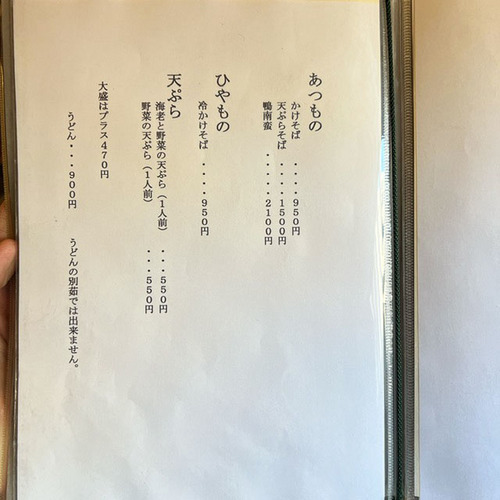 あつもの
かけそば ・・・・９５０円
天ぷらそば ・・・・１５００円
鴨南蛮 ・・・・・２１００円
ひやもの
冷かけそば ・・・・９５０円
天ぷら
海老と野菜の天ぷら（１人前） ・・・５５０円
野菜の天ぷら（１人前） ・・・５５０円
大盛はプラス４７０円
うどん・・・９００円 うどんの別茹では出来ません。